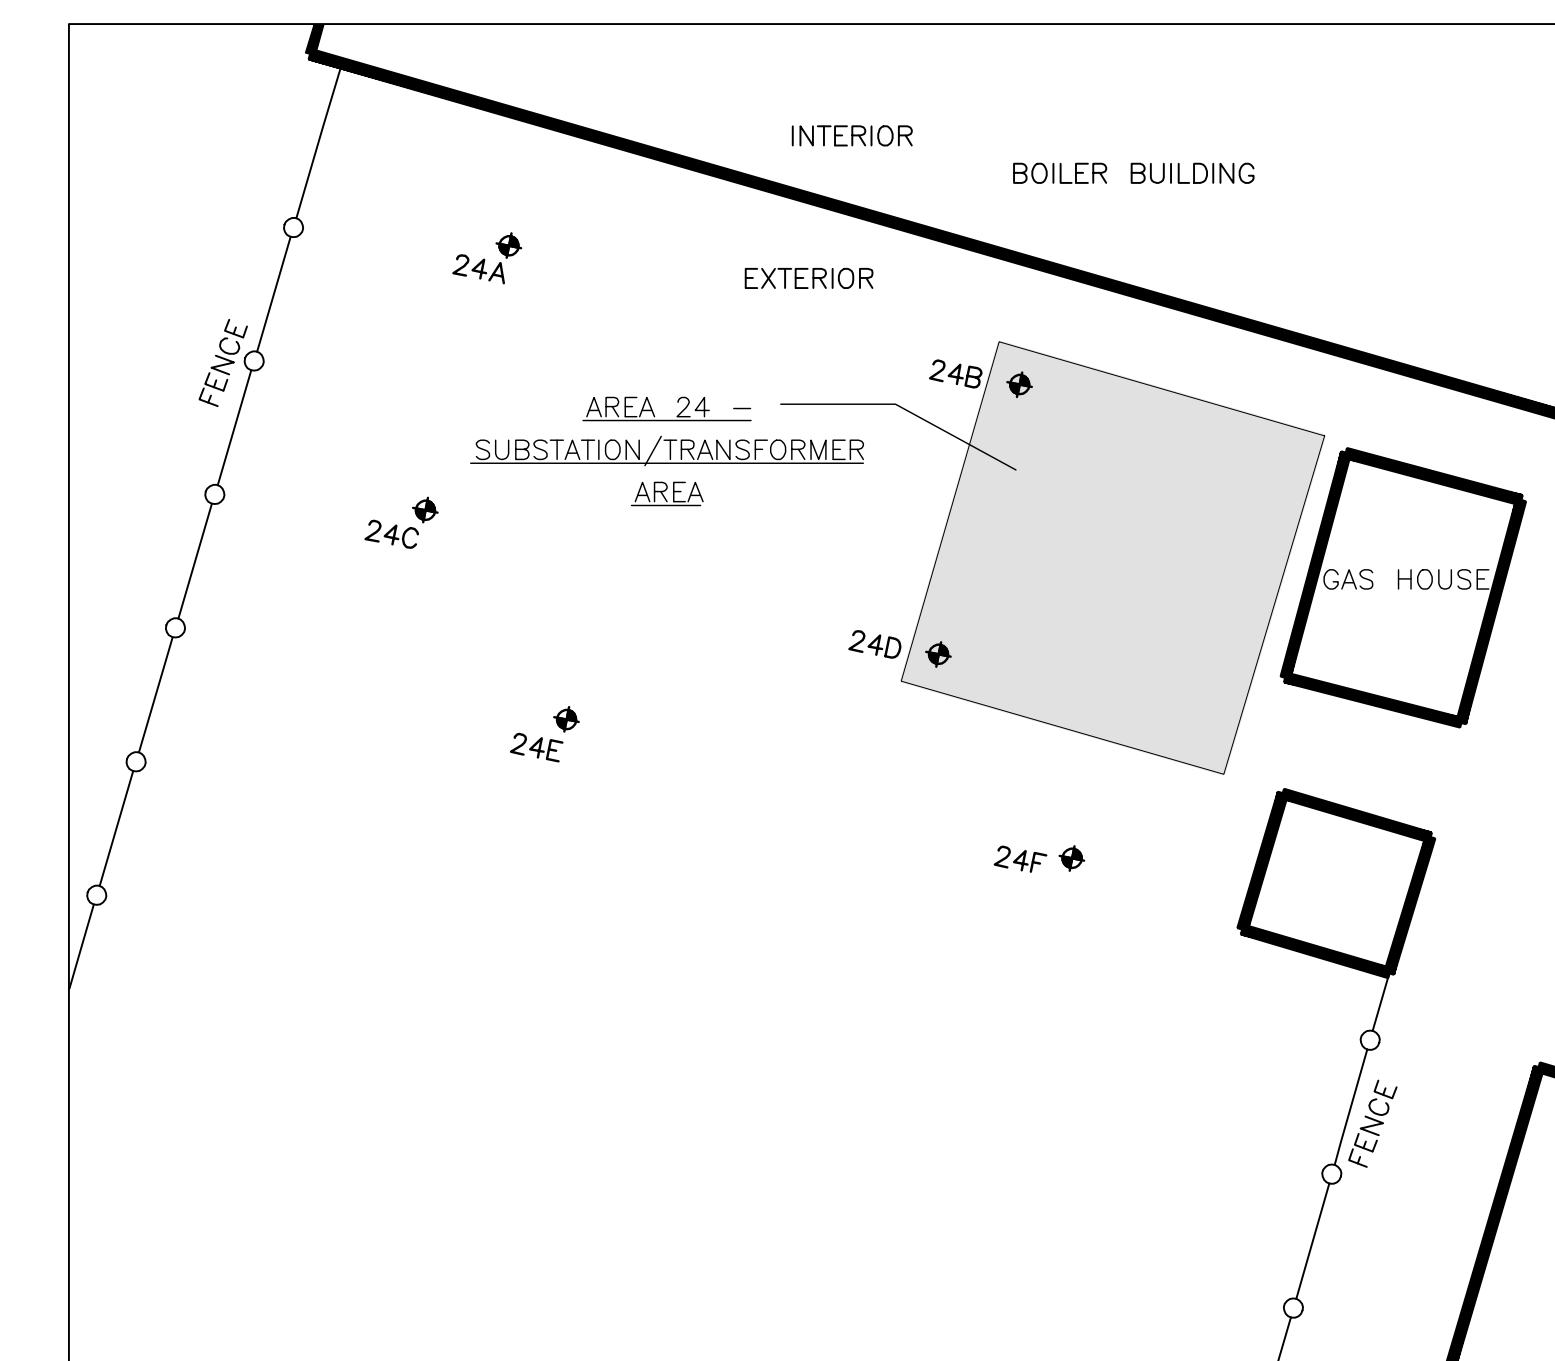 INTERIOR
BOILER BUILDING
24A
EXTERIOR
FENCE
24B
AREA 24 –
SUBSTATION/TRANSFORMER
AREA
24C
GAS HOUSE
24D
24E
24F
FENCE